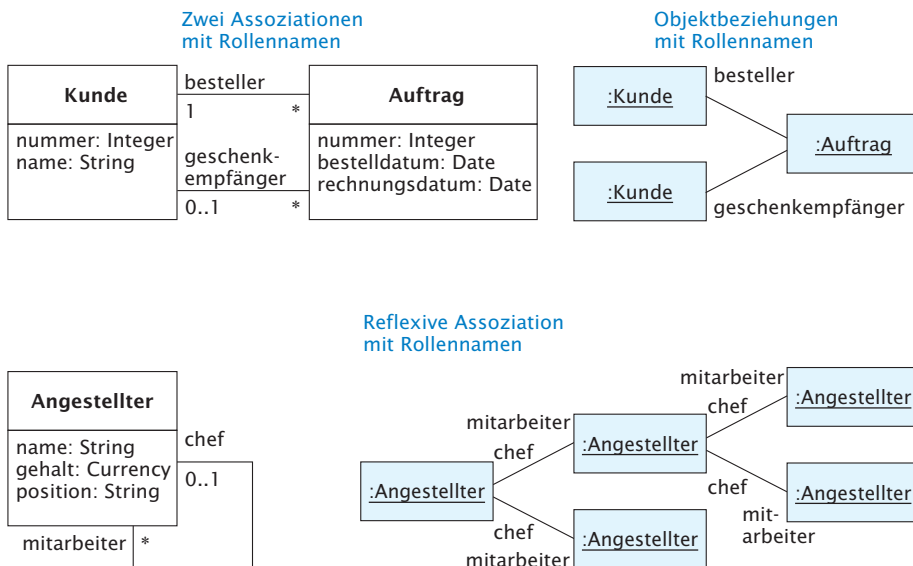 Zwei Assoziationen
mit Rollennamen
Objektbeziehungen
mit Rollennamen
Kunde
nummer: Integer
name: String
besteller
1
*
geschenk-
empfänger
0..1
*
Auftrag
nummer: Integer
bestelldatum: Date
rechnungsdatum: Date
:Kunde
besteller
:Auftrag
:Kunde
geschenkempfänger
Reflexive Assoziation
mit Rollennamen
Angestellter
name: String
gehalt: Currency
position: String
chef
0..1
mitarbeiter
*
:Angestellter
chef
mitarbeiter
:Angestellter
chef
mitarbeiter
:Angestellter
chef
mit-
arbeiter
:Angestellter
chef
mitarbeiter
:Angestellter